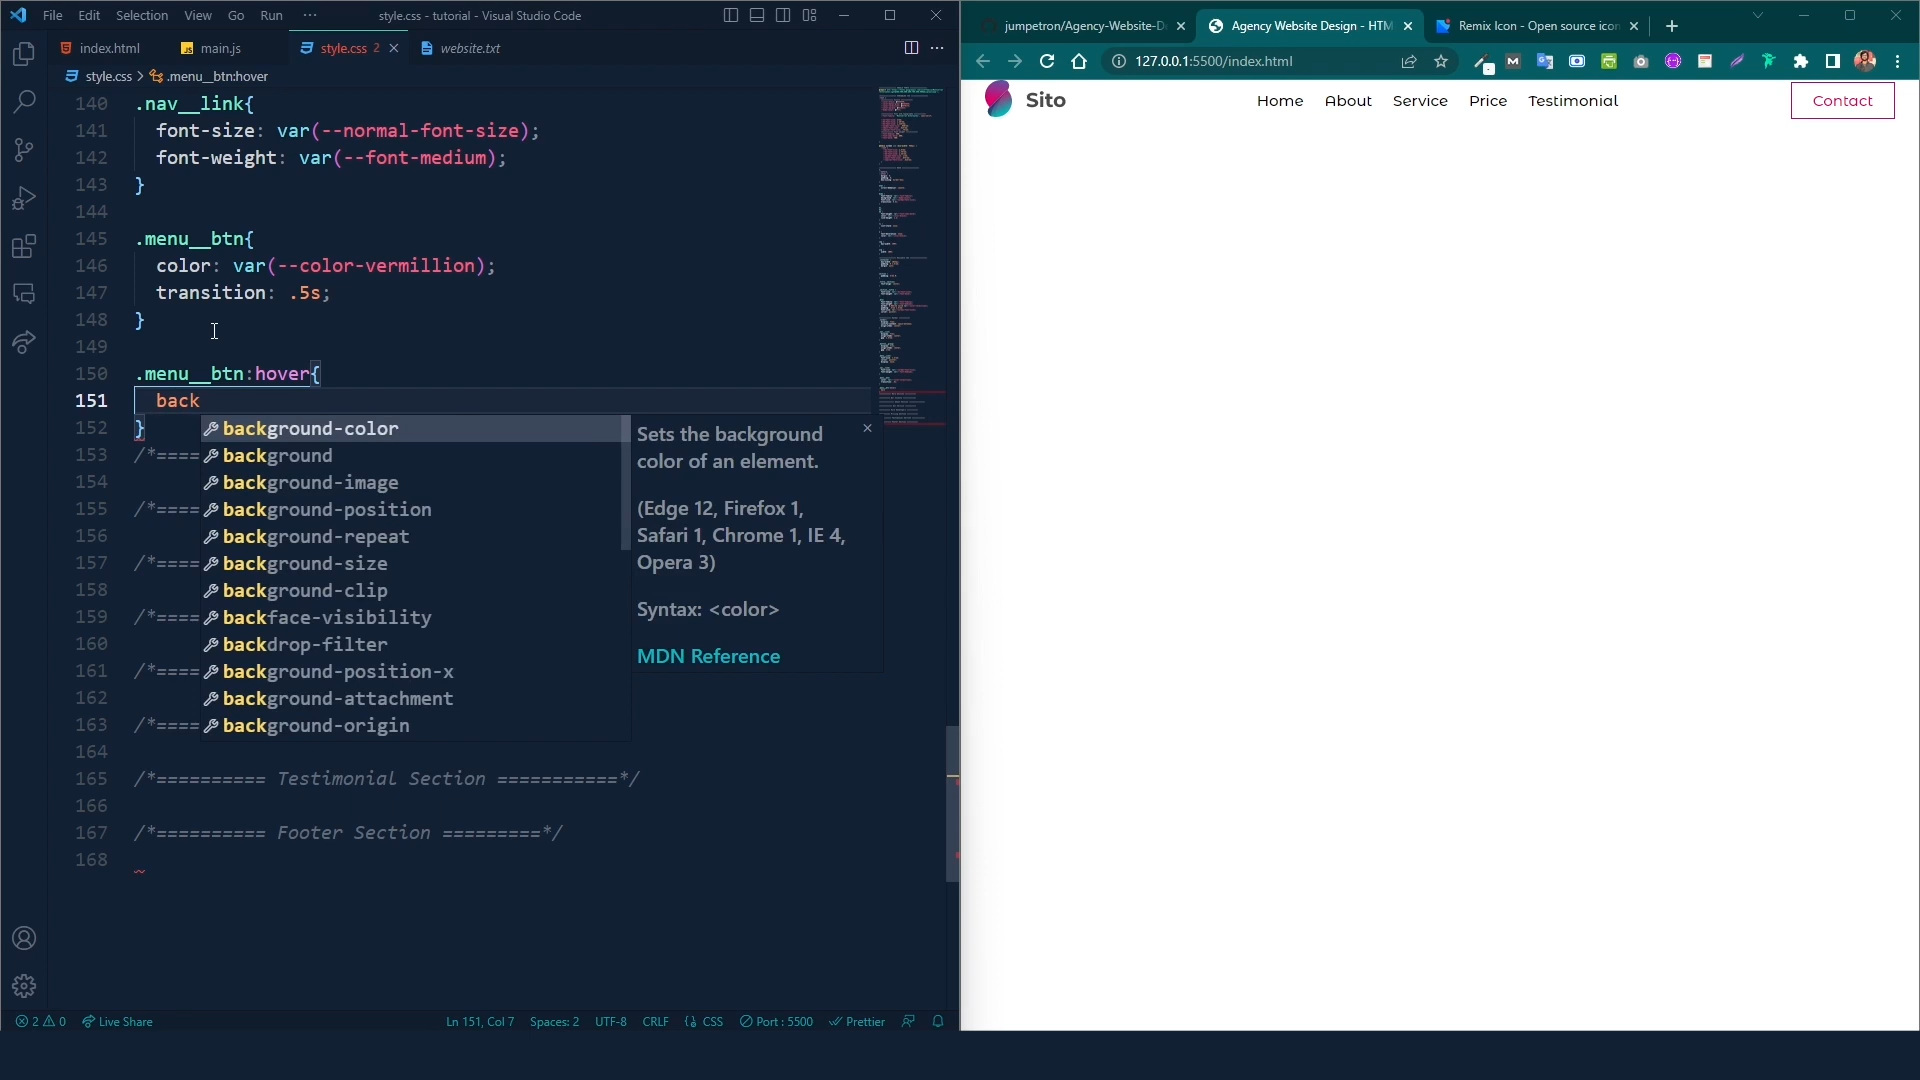 File Edit Selection View Go Run ··· style.css - tutorial - Visual Studio Code
index.html main.js style.css 2 website.txt
style.css > .menu__btn:hover
140 .nav__link{
141 font-size: var(--normal-font-size);
142 font-weight: var(--font-medium);
143 }
144
145 .menu__btn{
146 color: var(--color-vermillion);
147 transition: .5s;
148 }
149
150 .menu__btn:hover{
151 back
152 }
153 /*====
154
155 /*====
156
157 /*====
158
159 /*====
160
161 /*====
162
163 /*====
164
165 /*========== Testimonial Section ===========*/
166
167 /*========== Footer Section =========*/
168
background-color
background
background-image
background-position
background-repeat
background-size
background-clip
backface-visibility
backdrop-filter
background-position-x
background-attachment
background-origin
Sets the background
color of an element.
(Edge 12, Firefox 1,
Safari 1, Chrome 1, IE 4,
Opera 3)
Syntax: <color>
MDN Reference
2 0 Live Share Ln 151, Col 7 Spaces: 2 UTF-8 CRLF CSS Port : 5500 Prettier
jumpetron/Agency-Website-D Agency Website Design - HTM Remix Icon - Open source icon
127.0.0.1:5500/index.html
Sito Home About Service Price Testimonial Contact